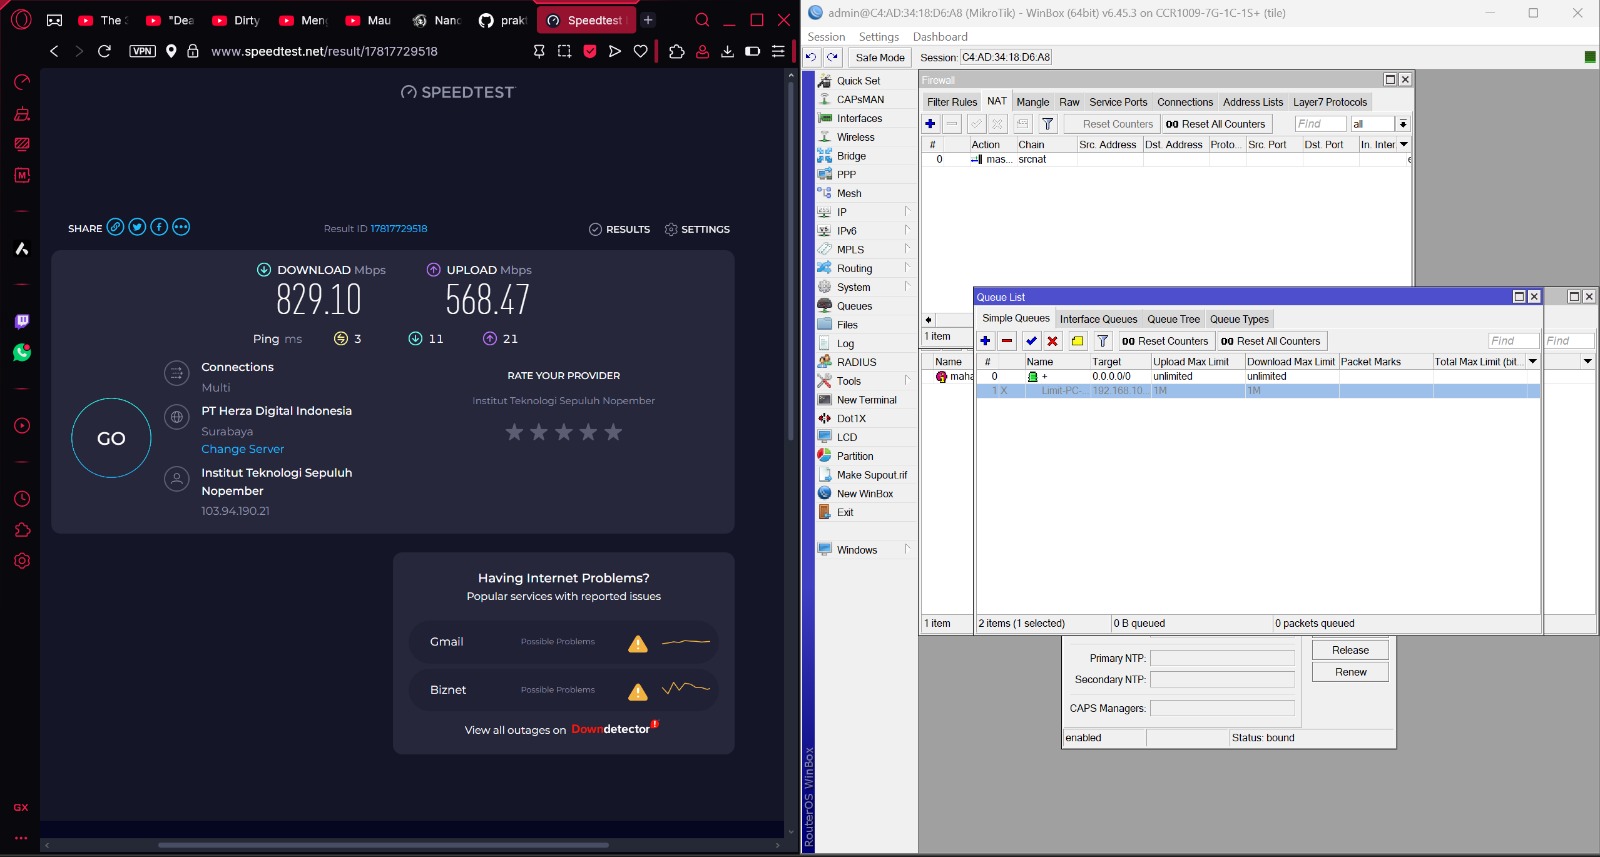 The
"Dea
Dirty
Men
Mau
Nanc
prakt
Speedtest
VPN
www.speedtest.net/result/17817729518
SPEEDTEST
SHARE
Result ID 17817729518
RESULTS
SETTINGS
DOWNLOAD Mbps
829.10
UPLOAD Mbps
568.47
Ping ms
3
11
21
Connections
Multi
PT Herza Digital Indonesia
Surabaya
Change Server
Institut Teknologi Sepuluh
Nopember
103.94.190.21
GO
RATE YOUR PROVIDER
Institut Teknologi Sepuluh Nopember
Having Internet Problems?
Popular services with reported issues
Gmail
Possible Problems
Biznet
Possible Problems
View all outages on Downdetector
GX
admin@C4:AD:34:18:D6:A8 (MikroTik) - WinBox (64bit) v6.45.3 on CCR1009-7G-1C-1S+ (tile)
Session Settings Dashboard
Safe Mode Session: C4:AD:34:18:D6:A8
Quick Set
CAPsMAN
Interfaces
Wireless
Bridge
PPP
Mesh
IP
IPv6
MPLS
Routing
System
Queues
Files
Log
RADIUS
Tools
New Terminal
Dot1X
LCD
Partition
Make Supout.rif
New WinBox
Exit
Windows
RouterOS WinBox
Firewall
Filter Rules NAT Mangle Raw Service Ports Connections Address Lists Layer7 Protocols
Reset Counters 00 Reset All Counters Find all
# Action Chain Src. Address Dst. Address Proto... Src. Port Dst. Port In. Inter
0 mas... srcnat
1 item
Name
maha
1 item
Find
Queue List
Simple Queues Interface Queues Queue Tree Queue Types
00 Reset Counters 00 Reset All Counters Find
# Name Target Upload Max Limit Download Max Limit Packet Marks Total Max Limit (bit...
0 + 0.0.0.0/0 unlimited unlimited
1 X Limit-PC-... 192.168.10... 1M 1M
2 items (1 selected) 0 B queued 0 packets queued
Primary NTP:
Secondary NTP:
CAPS Managers:
Release
Renew
enabled
Status: bound